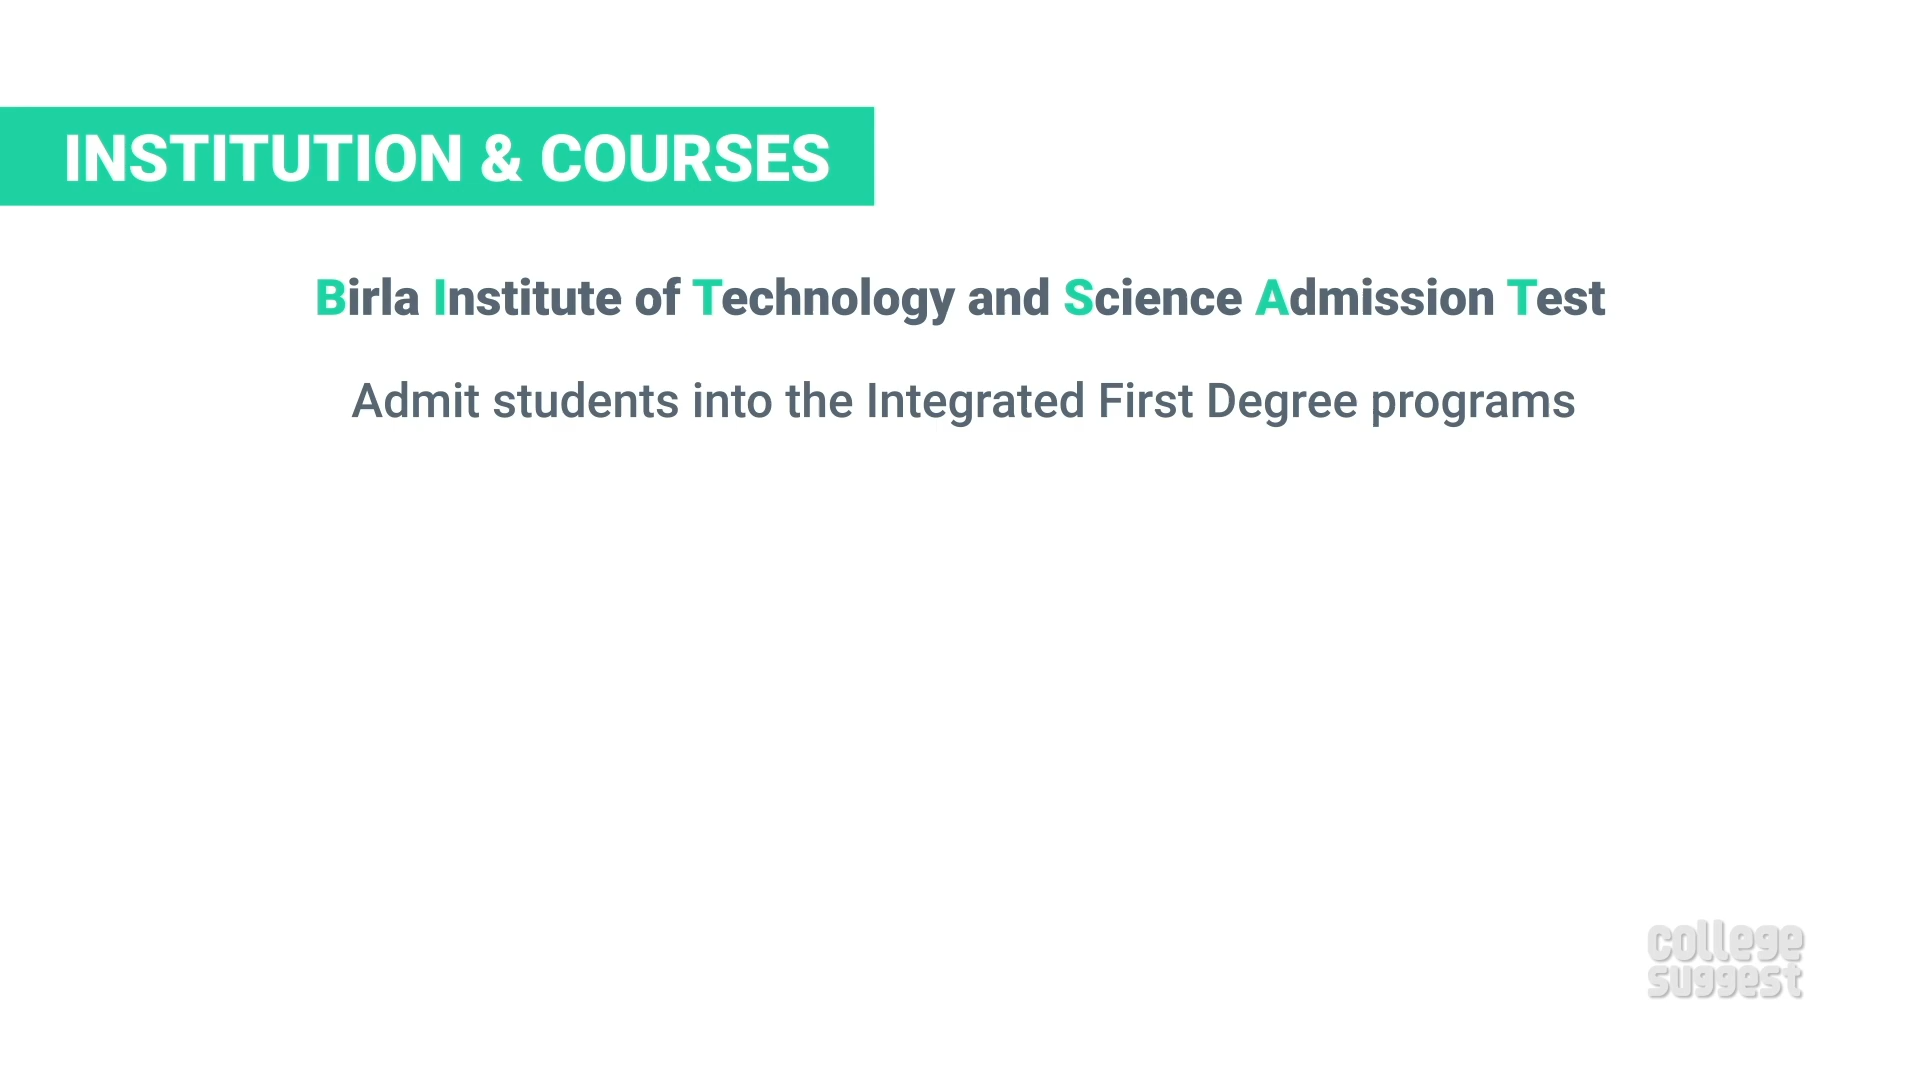 INSTITUTION & COURSES
Birla Institute of Technology and Science Admission Test
Admit students into the Integrated First Degree programs
college
suggest